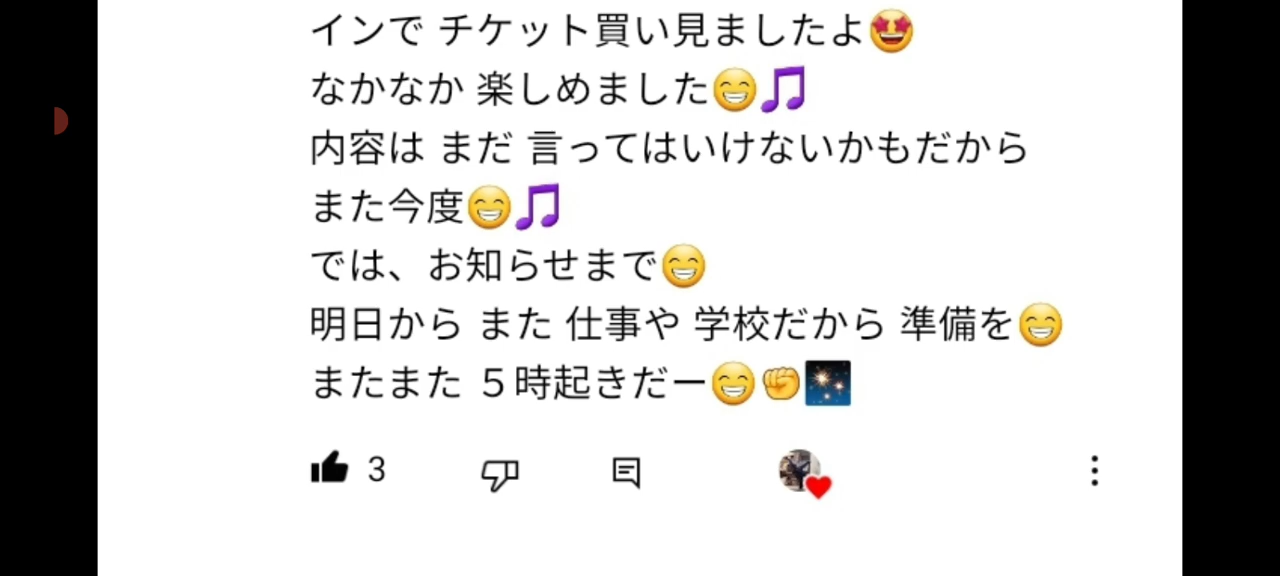 インで チケット買い見ましたよ🤩
なかなか 楽しめました😁🎵
内容は まだ 言ってはいけないかもだから
また今度😁🎵
では、お知らせまで😁
明日から また 仕事や 学校だから 準備を😁
またまた ５時起きだー😁✊🎇
3